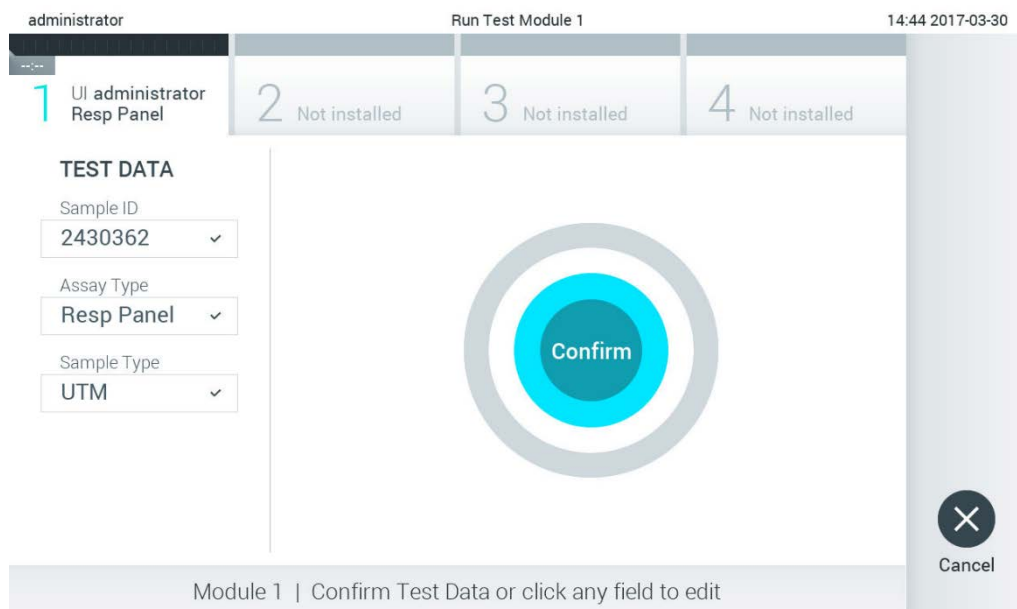 administrator
Run Test Module 1
14:44 2017-03-30
--:--
1 UI administrator
Resp Panel
2 Not installed
3 Not installed
4 Not installed
TEST DATA
Sample ID
2430362
Assay Type
Resp Panel
Sample Type
UTM
Confirm
Cancel
Module 1 | Confirm Test Data or click any field to edit